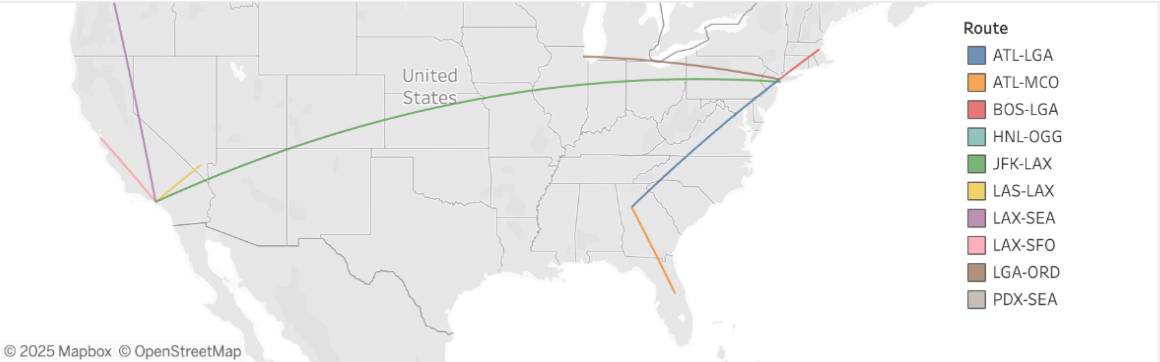 United
States
Route
ATL-LGA
ATL-MCO
BOS-LGA
HNL-OGG
JFK-LAX
LAS-LAX
LAX-SEA
LAX-SFO
LGA-ORD
PDX-SEA
© 2025 Mapbox © OpenStreetMap